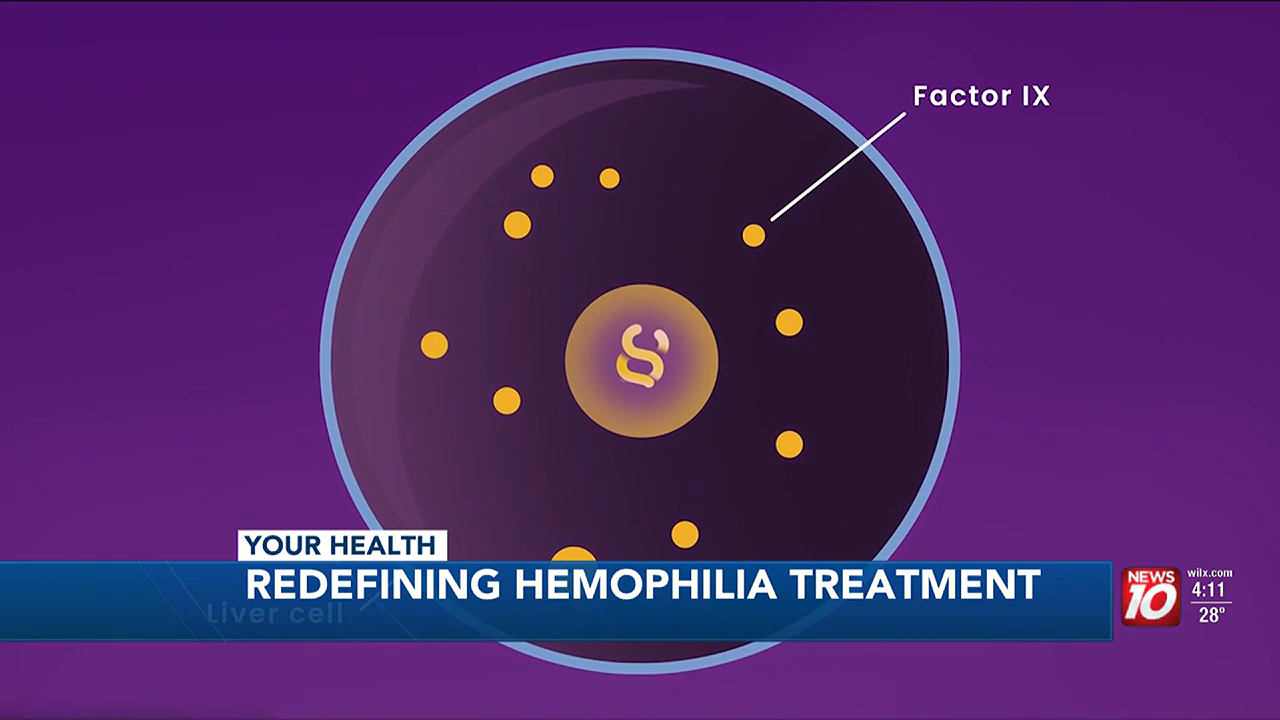 Factor IX
YOUR HEALTH
REDEFINING HEMOPHILIA TREATMENT
Liver cell
NEWS
10
wilx.com
4:11
28°